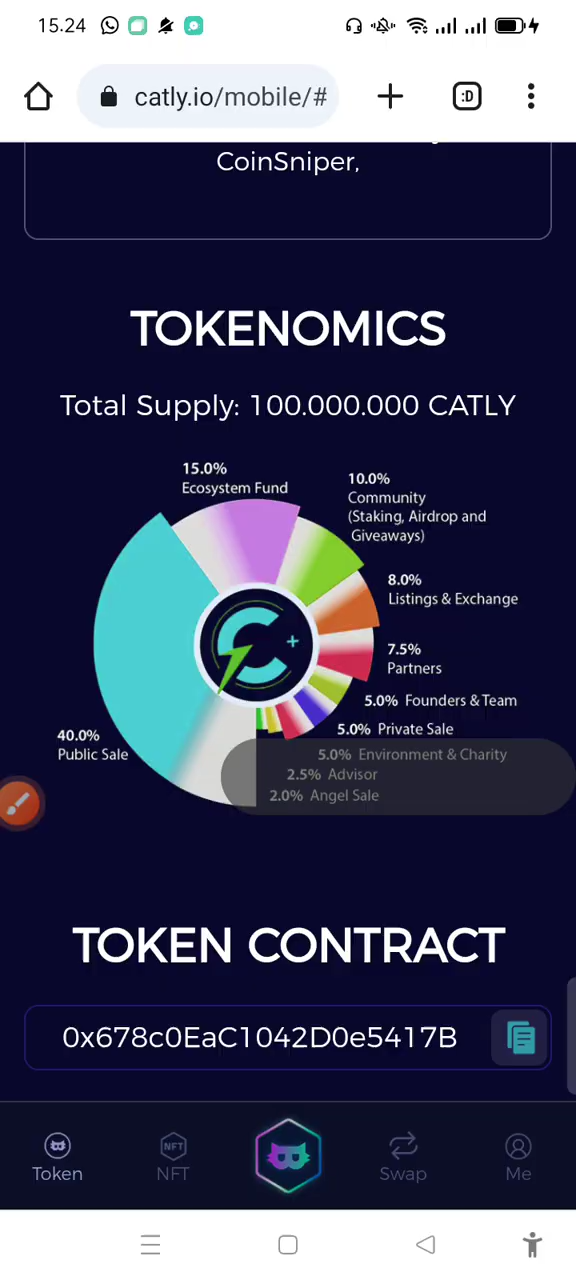 15.24
catly.io/mobile/#
:D
CoinSniper,
TOKENOMICS
Total Supply: 100.000.000 CATLY
15.0%
Ecosystem Fund
10.0%
Community
(Staking, Airdrop and
Giveaways)
8.0%
Listings & Exchange
7.5%
Partners
5.0% Founders & Team
5.0% Private Sale
40.0%
Public Sale
5.0% Environment & Charity
2.5% Advisor
2.0% Angel Sale
TOKEN CONTRACT
0x678c0EaC1042D0e5417B
Token
NFT
NFT
Swap
Me